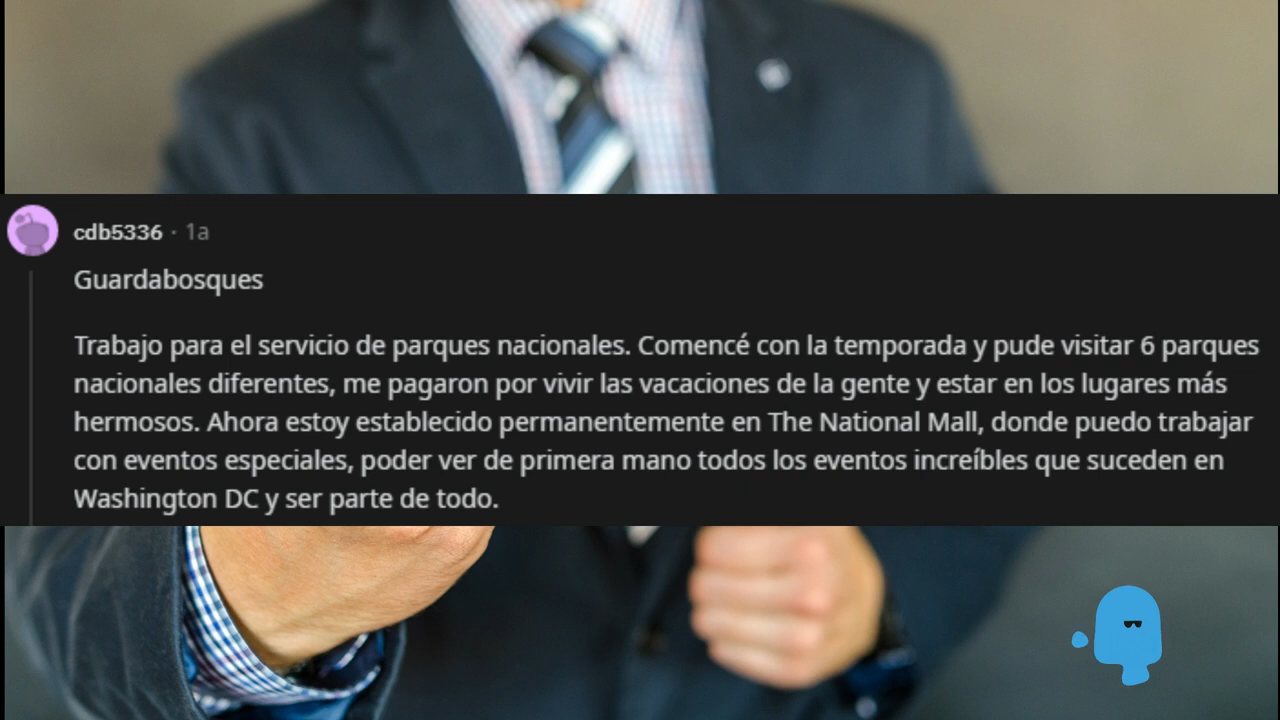 cdb5336 · 1a
Guardabosques
Trabajo para el servicio de parques nacionales. Comencé con la temporada y pude visitar 6 parques
nacionales diferentes, me pagaron por vivir las vacaciones de la gente y estar en los lugares más
hermosos. Ahora estoy establecido permanentemente en The National Mall, donde puedo trabajar
con eventos especiales, poder ver de primera mano todos los eventos increíbles que suceden en
Washington DC y ser parte de todo.